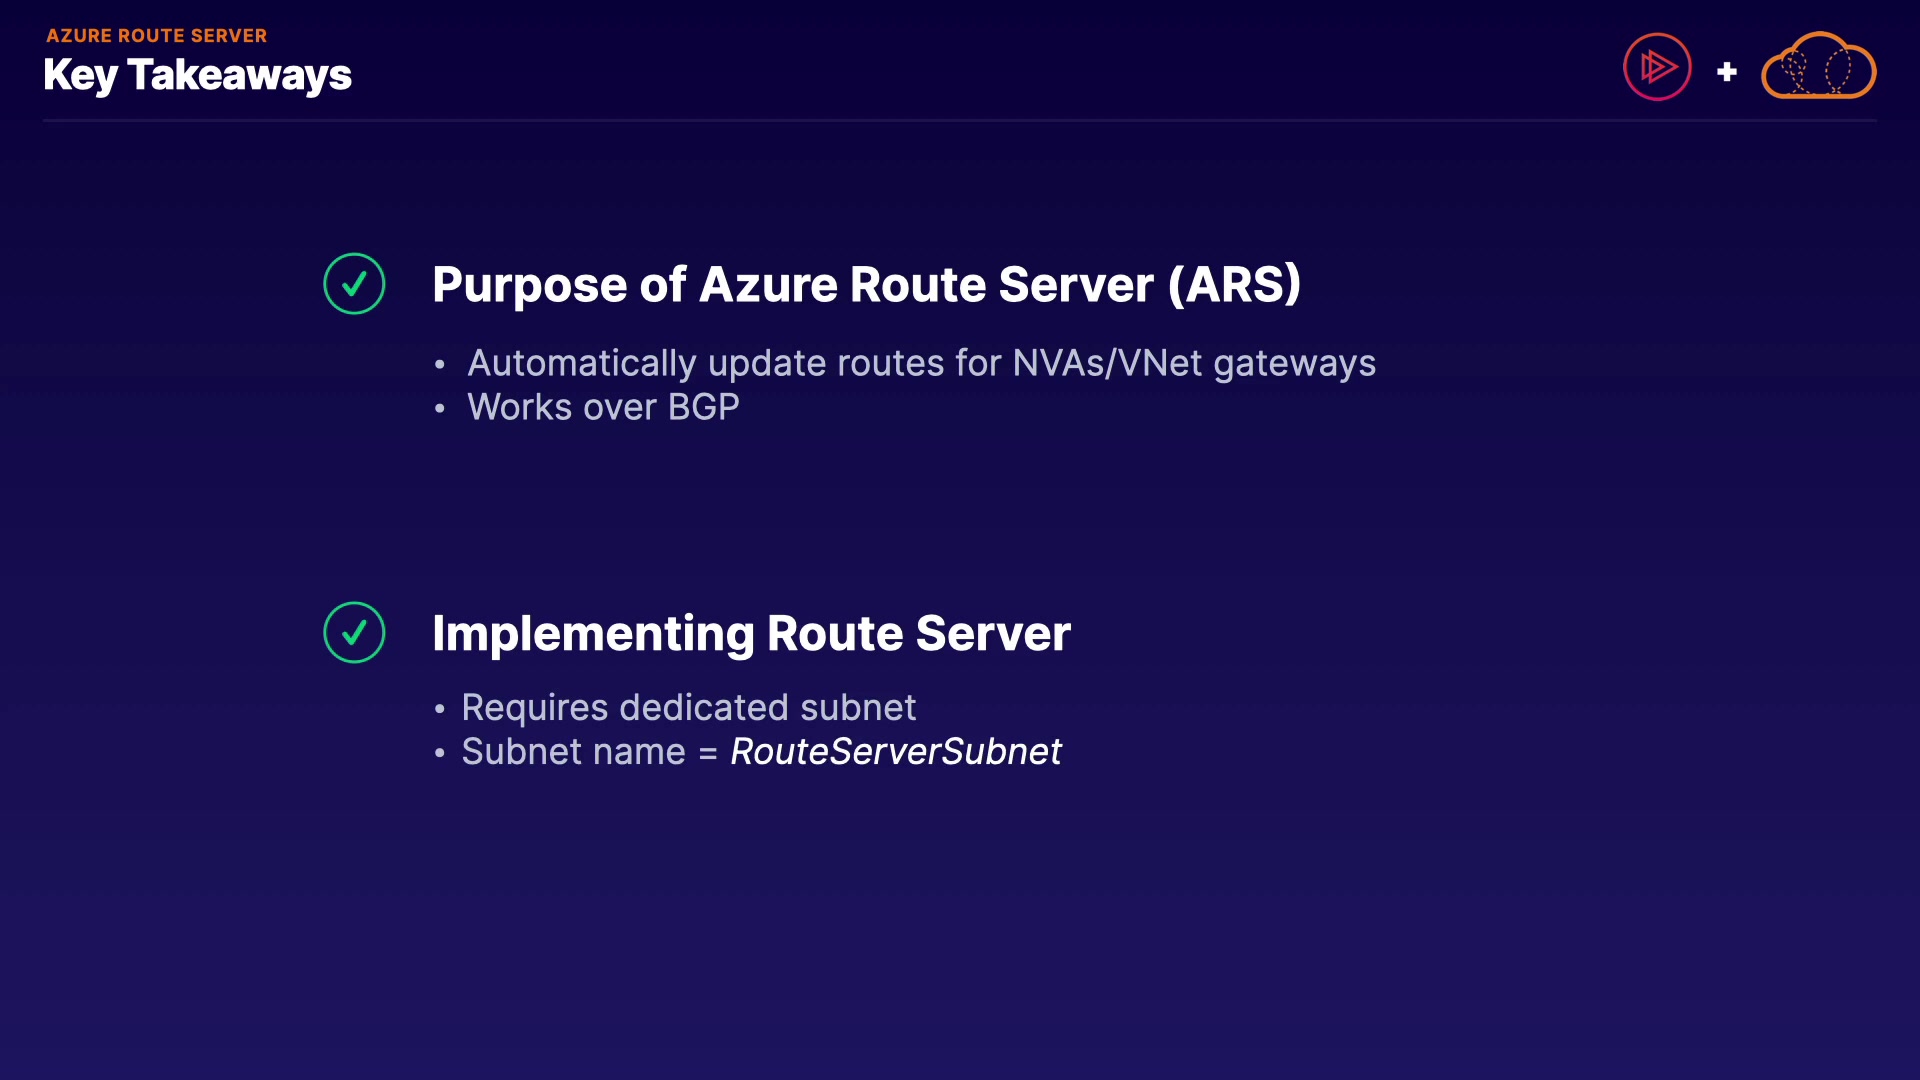 AZURE ROUTE SERVER
Key Takeaways
+
Purpose of Azure Route Server (ARS)
• Automatically update routes for NVAs/VNet gateways
• Works over BGP
Implementing Route Server
• Requires dedicated subnet
• Subnet name = RouteServerSubnet